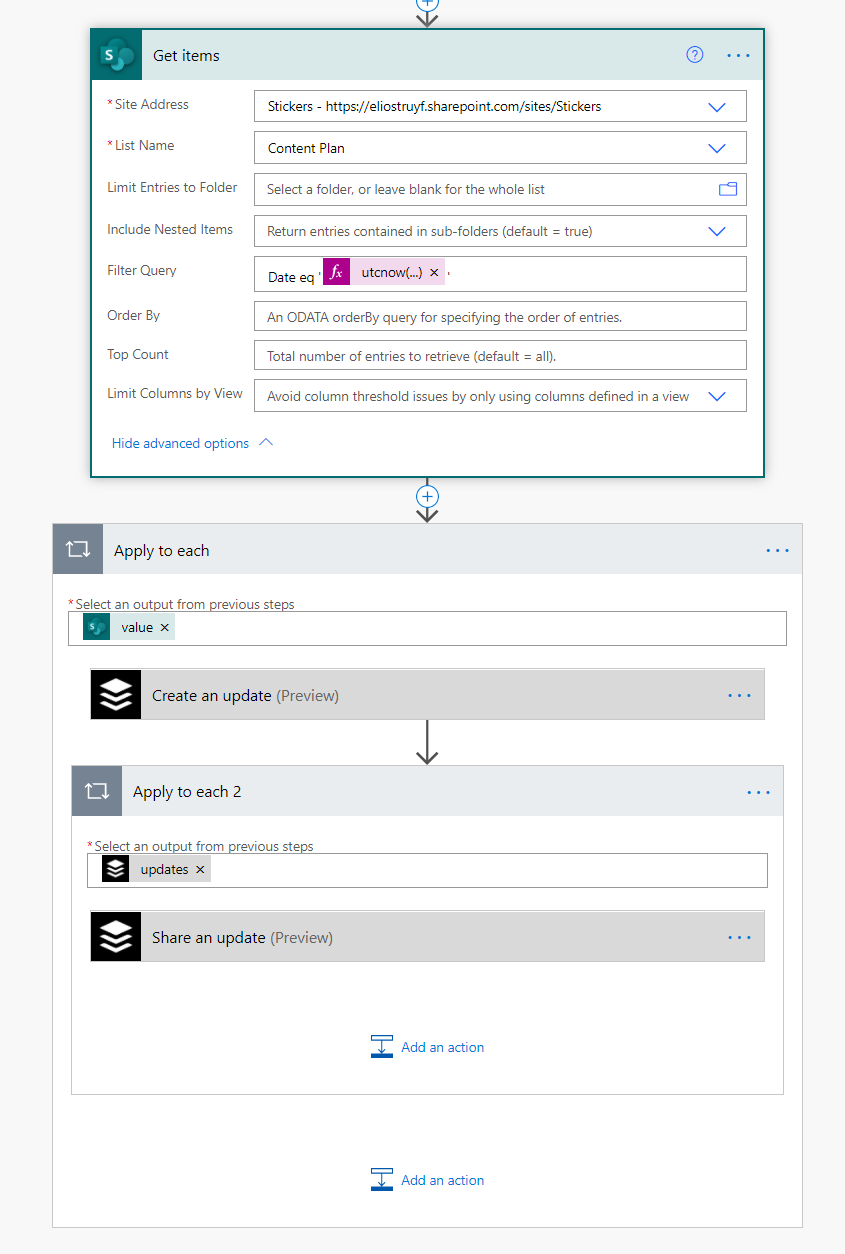 Get items
* Site Address
Stickers - https://eliostruyf.sharepoint.com/sites/Stickers
* List Name
Content Plan
Limit Entries to Folder
Select a folder, or leave blank for the whole list
Include Nested Items
Return entries contained in sub-folders (default = true)
Filter Query
Date eq ' fx utcnow(...) × '
Order By
An ODATA orderBy query for specifying the order of entries.
Top Count
Total number of entries to retrieve (default = all).
Limit Columns by View
Avoid column threshold issues by only using columns defined in a view
Hide advanced options
Apply to each
* Select an output from previous steps
value ×
Create an update (Preview)
Apply to each 2
* Select an output from previous steps
updates ×
Share an update (Preview)
Add an action
Add an action